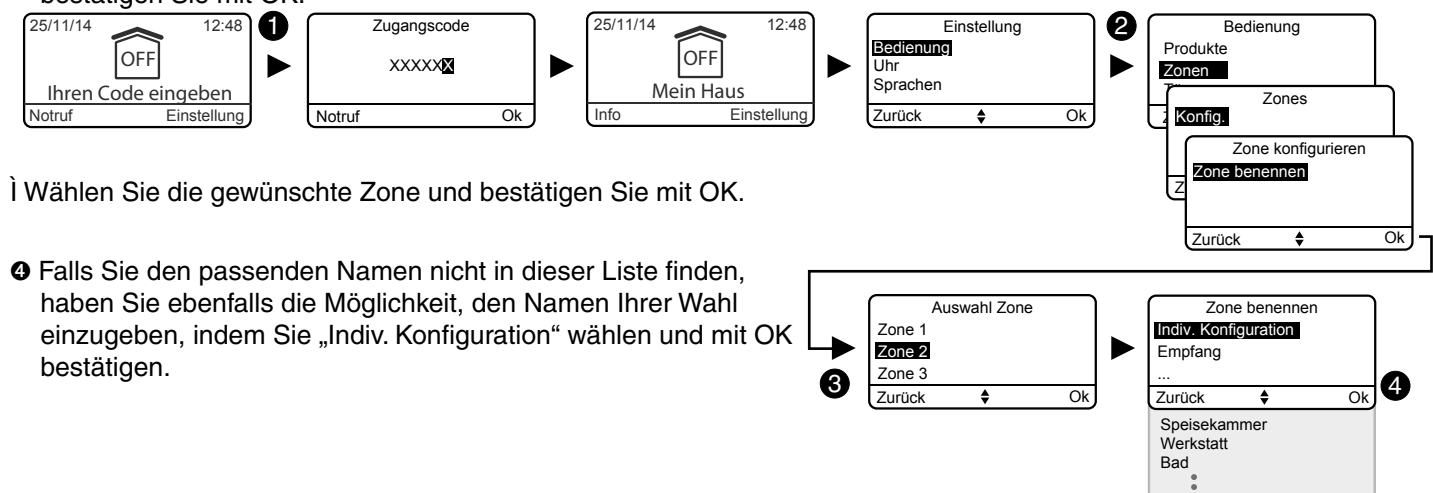 bestätigen Sie mit OK.
25/11/14 12:48
OFF
Ihren Code eingeben
Notruf Einstellung
❶
Zugangscode
XXXXXX
Notruf Ok
25/11/14 12:48
OFF
Mein Haus
Info Einstellung
Einstellung
Bedienung
Uhr
Sprachen
Zurück Ok
❷
Bedienung
Produkte
Zonen
Zones
Konfig.
Z
Zone konfigurieren
Zone benennen
Zurück Ok
Ì Wählen Sie die gewünschte Zone und bestätigen Sie mit OK.
❹ Falls Sie den passenden Namen nicht in dieser Liste finden,
haben Sie ebenfalls die Möglichkeit, den Namen Ihrer Wahl
einzugeben, indem Sie „Indiv. Konfiguration“ wählen und mit OK
bestätigen.
❸
Auswahl Zone
Zone 1
Zone 2
Zone 3
Zurück Ok
Zone benennen
Indiv. Konfiguration
Empfang
...
Zurück Ok
❹
Speisekammer
Werkstatt
Bad